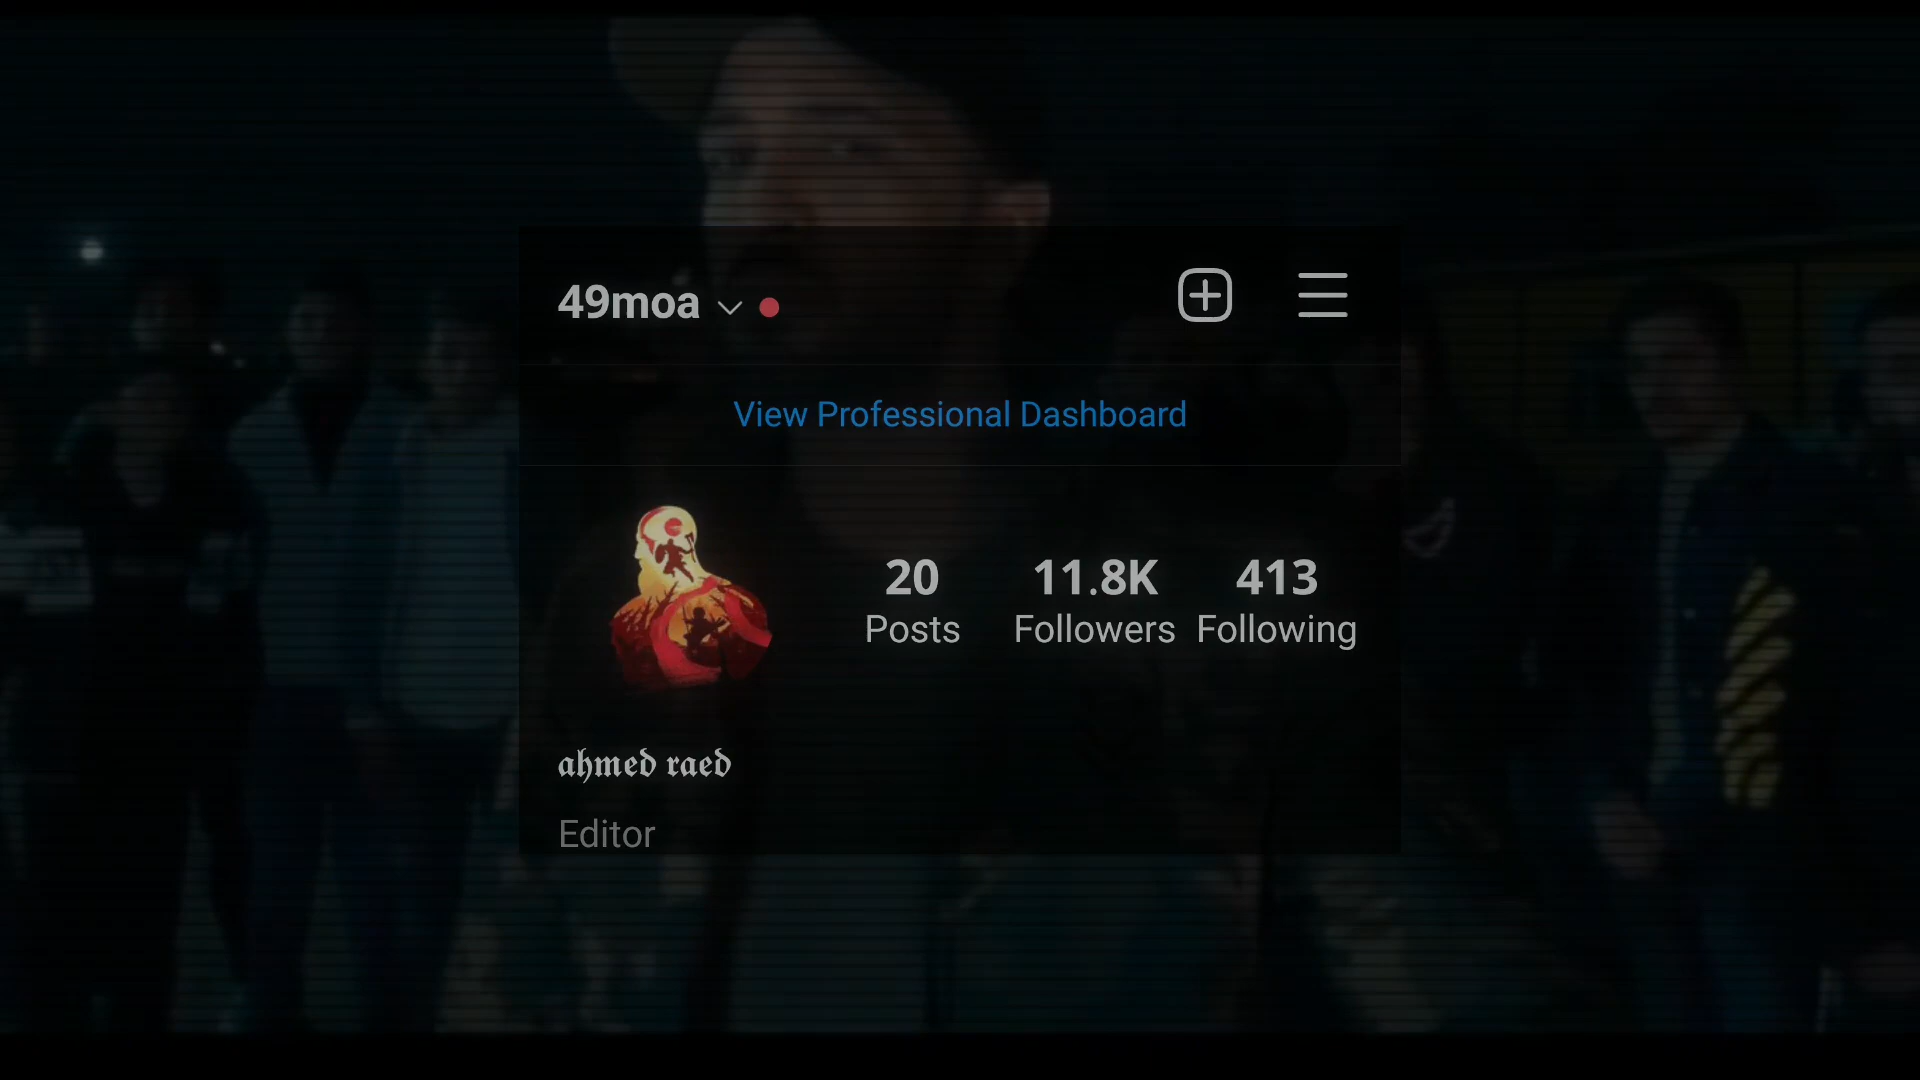 49moa
View Professional Dashboard
20 11.8K 413
Posts Followers Following
𝖆𝖍𝖒𝖊𝖉 𝖗𝖆𝖊𝖉
Editor